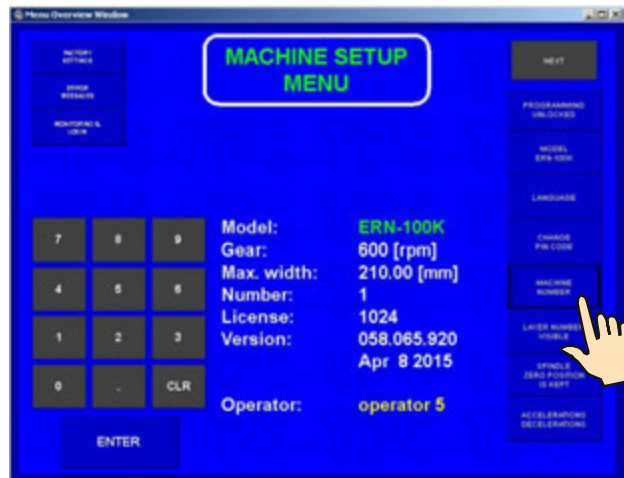 Menu Overview Window
FACTORY
SETTINGS
ERROR
MESSAGES
MONITORING &
LOGIN
MACHINE SETUP
MENU
NEXT
PROGRAMMING
UNLOCKED
MODEL
ERN-100K
LANGUAGE
CHANGE
PIN CODE
MACHINE
NUMBER
LAYER NUMBER
VISIBLE
SPINDLE
ZERO POSITION
IS KEPT
ACCELERATIONS
DECELERATIONS
7 8 9
4 5 6
1 2 3
0 . CLR
ENTER
Model: ERN-100K
Gear: 600 [rpm]
Max. width: 210.00 [mm]
Number: 1
License: 1024
Version: 058.065.920
Apr 8 2015
Operator: operator 5